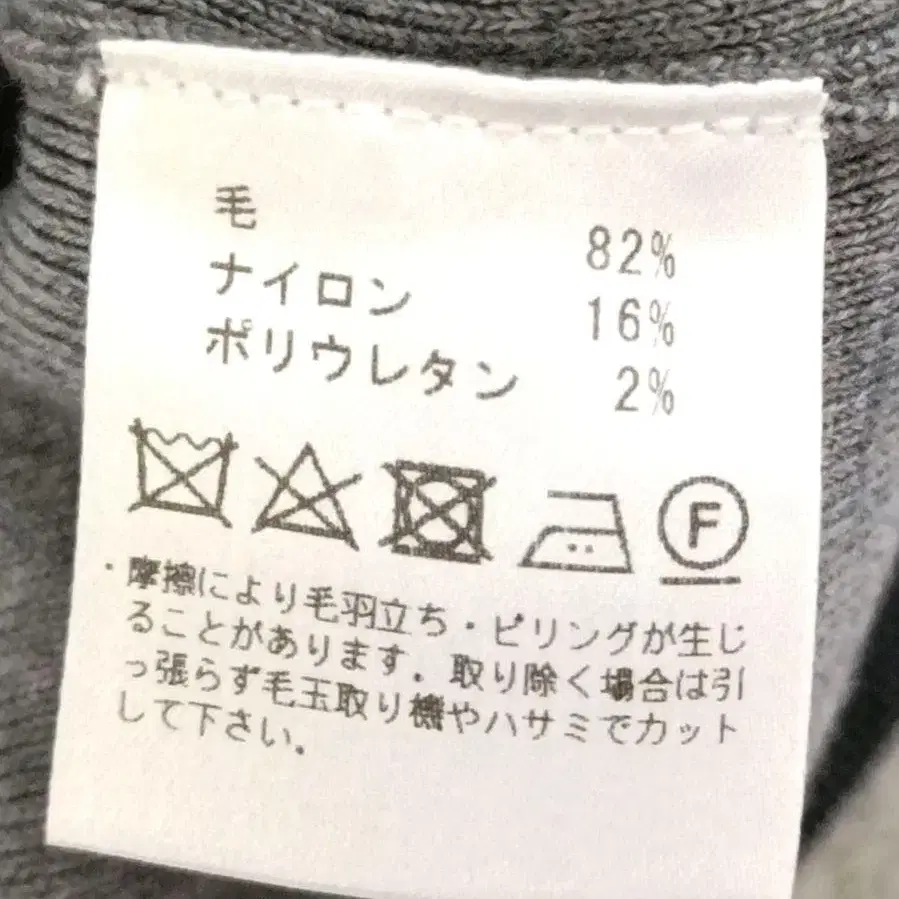 毛 82%
ナイロン 16%
ポリウレタン 2%
F
・摩擦により毛羽立ち・ピリングが生じ
ることがあります．取り除く場合は引
っ張らず毛玉取り機やハサミでカット
して下さい．